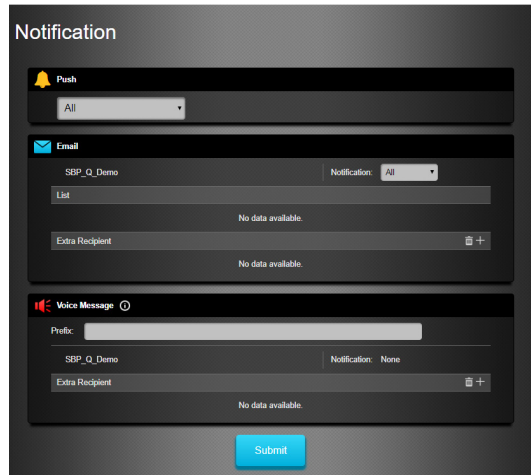 Notification
Push
All
Email
SBP_Q_Demo Notification: All
List
No data available.
Extra Recipient
No data available.
Voice Message
Prefix:
SBP_Q_Demo Notification: None
Extra Recipient
No data available.
Submit